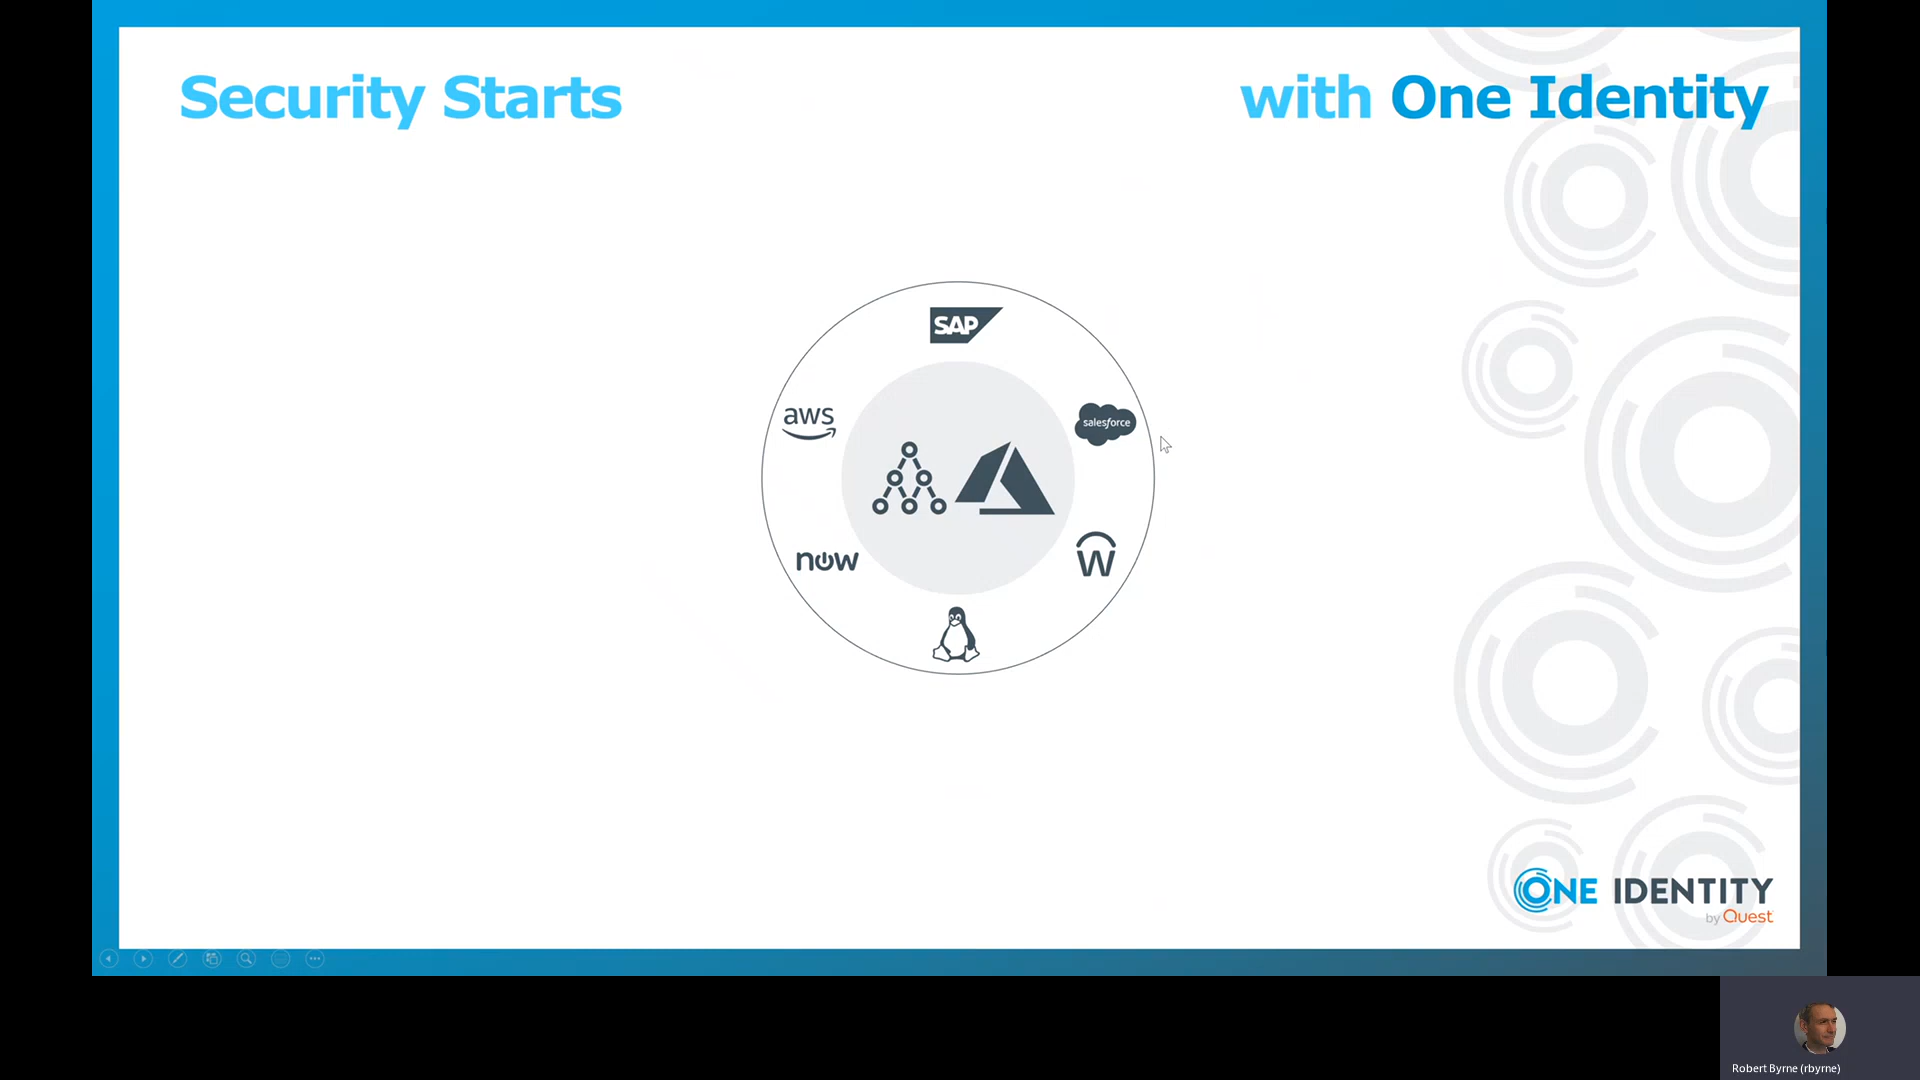 Security Starts with One Identity
SAP
aws
salesforce
now
W
ONE IDENTITY
by Quest
Robert Byrne (rbyrne)